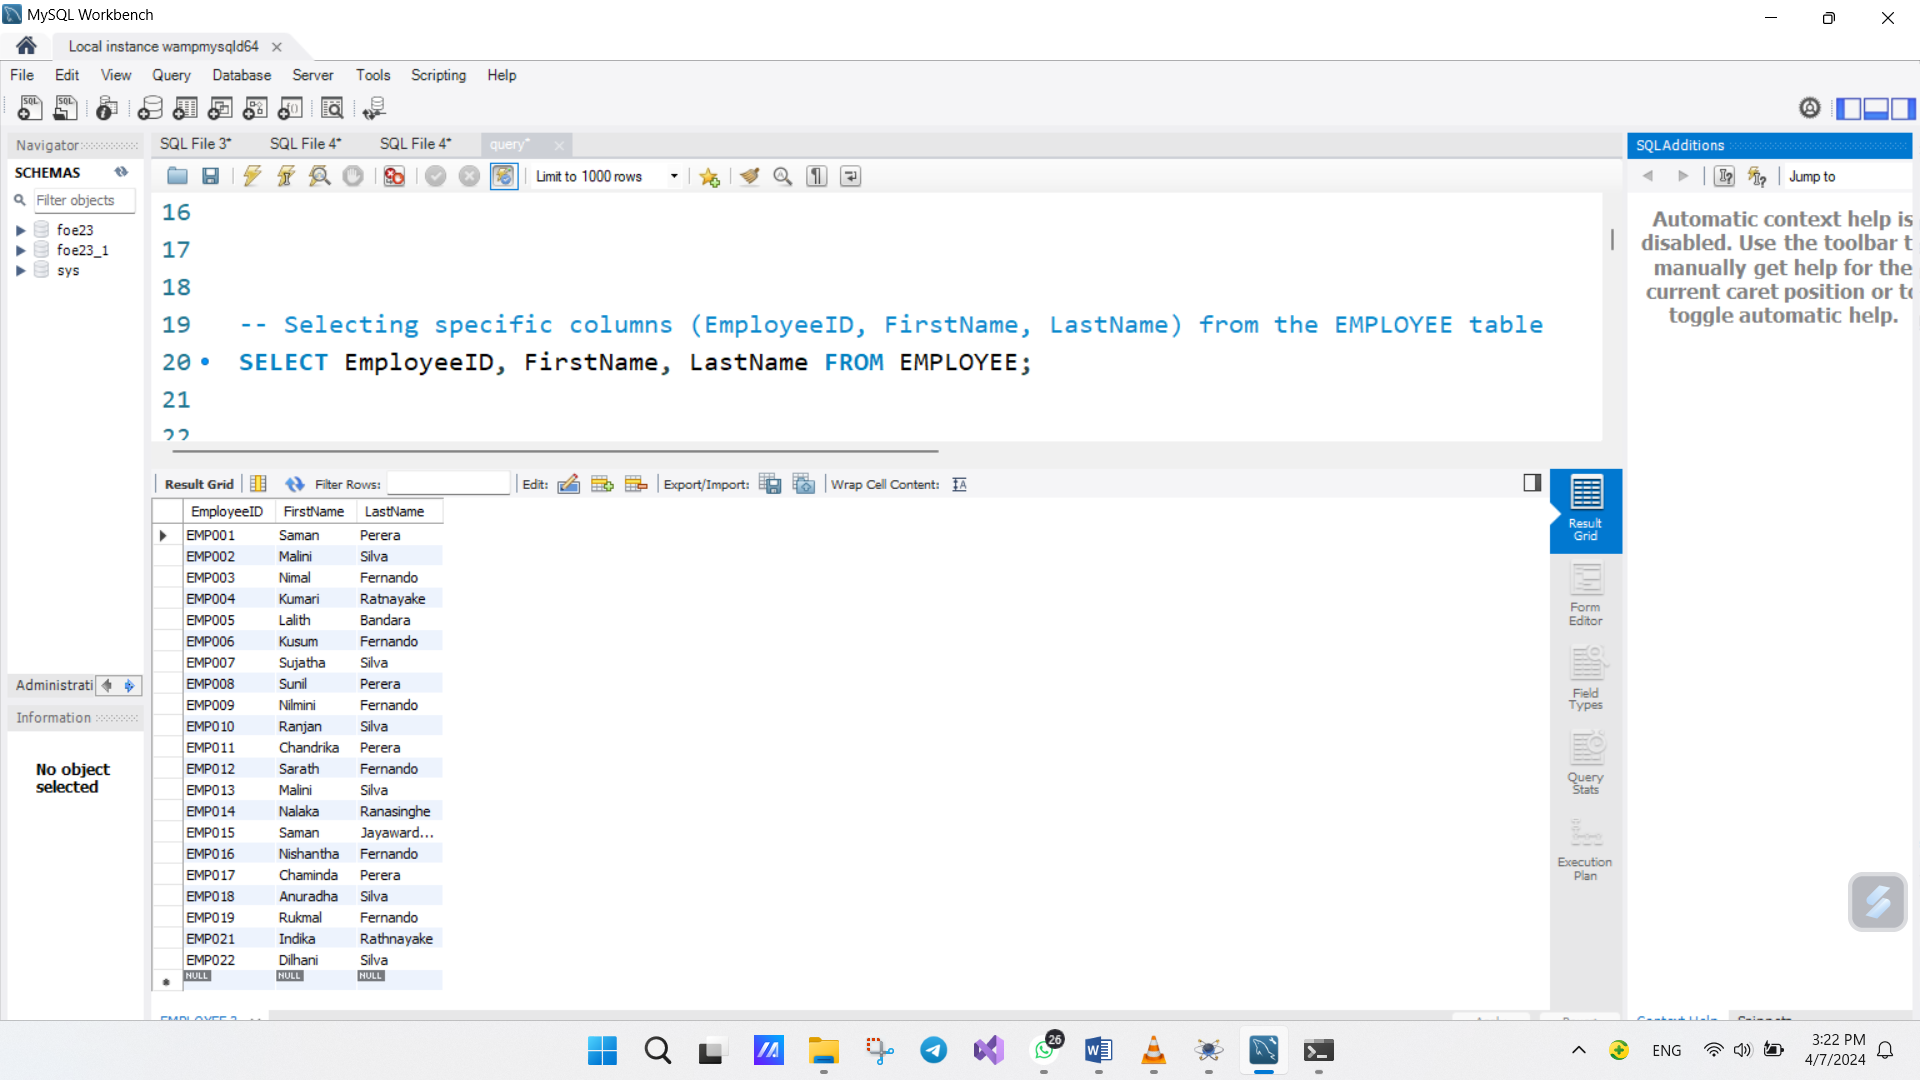 MySQL Workbench
Local instance wampmysqld64
File Edit View Query Database Server Tools Scripting Help
Navigator
SCHEMAS
Filter objects
foe23
foe23_1
sys
Administrati
Information
No object
selected
SQL File 3* SQL File 4* SQL File 4* query*
Limit to 1000 rows
16
17
18
19 -- Selecting specific columns (EmployeeID, FirstName, LastName) from the EMPLOYEE table
20 SELECT EmployeeID, FirstName, LastName FROM EMPLOYEE;
21
22
Result Grid Filter Rows: Edit: Export/Import: Wrap Cell Content:
EmployeeID FirstName LastName
EMP001 Saman Perera
EMP002 Malini Silva
EMP003 Nimal Fernando
EMP004 Kumari Ratnayake
EMP005 Lalith Bandara
EMP006 Kusum Fernando
EMP007 Sujatha Silva
EMP008 Sunil Perera
EMP009 Nilmini Fernando
EMP010 Ranjan Silva
EMP011 Chandrika Perera
EMP012 Sarath Fernando
EMP013 Malini Silva
EMP014 Nalaka Ranasinghe
EMP015 Saman Jayaward...
EMP016 Nishantha Fernando
EMP017 Chaminda Perera
EMP018 Anuradha Silva
EMP019 Rukmal Fernando
EMP021 Indika Rathnayake
EMP022 Dilhani Silva
NULL NULL NULL
Result
Grid
Form
Editor
Field
Types
Query
Stats
Execution
Plan
SQLAdditions
Jump to
Automatic context help is
disabled. Use the toolbar t
manually get help for the
current caret position or to
toggle automatic help.
Context Help Snippets
26
ENG
3:22 PM
4/7/2024